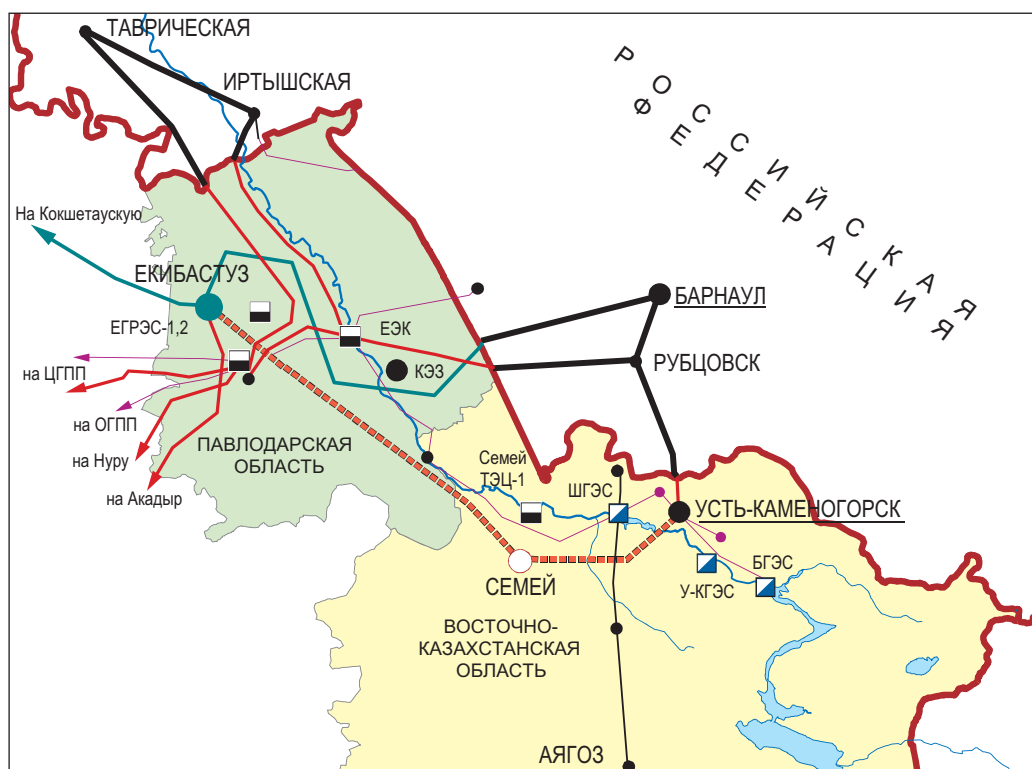 ТАВРИЧЕСКАЯ
ИРТЫШСКАЯ
РОССИЙСКАЯ
ФЕДЕРАЦИЯ
На Кокшетаускую
ЕКИБАСТУЗ
ЕГРЭС-1,2
ЕЭК
БАРНАУЛ
РУБЦОВСК
на ЦГПП
КЭЗ
на ОГПП
на Нуру
на Акадыр
ПАВЛОДАРСКАЯ
ОБЛАСТЬ
Семей
ТЭЦ-1
ШГЭС
УСТЬ-КАМЕНОГОРСК
СЕМЕЙ
У-КГЭС
БГЭС
ВОСТОЧНО-
КАЗАХСТАНСКАЯ
ОБЛАСТЬ
АЯГОЗ